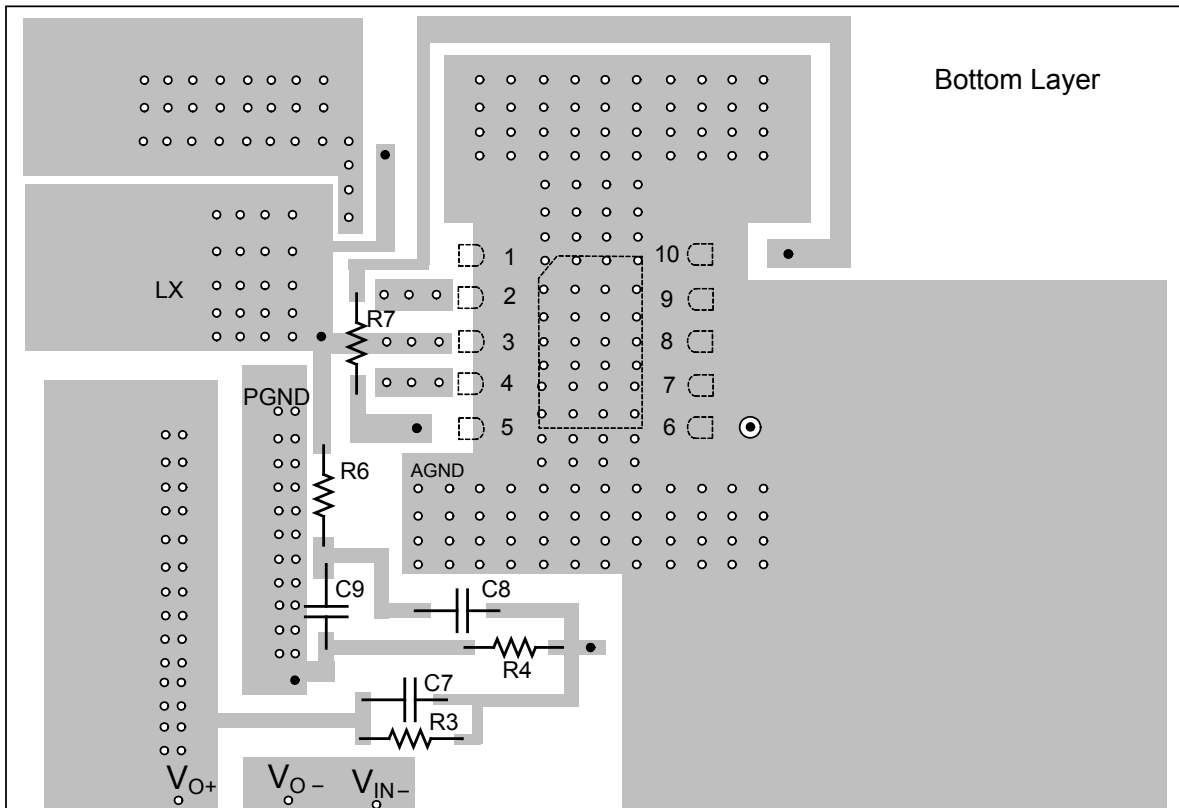 Bottom Layer
1
10
2
9
LX
R7
3
8
4
7
PGND
5
6
R6
AGND
C9
C8
R4
C7
R3
VO+
VO –
VIN –